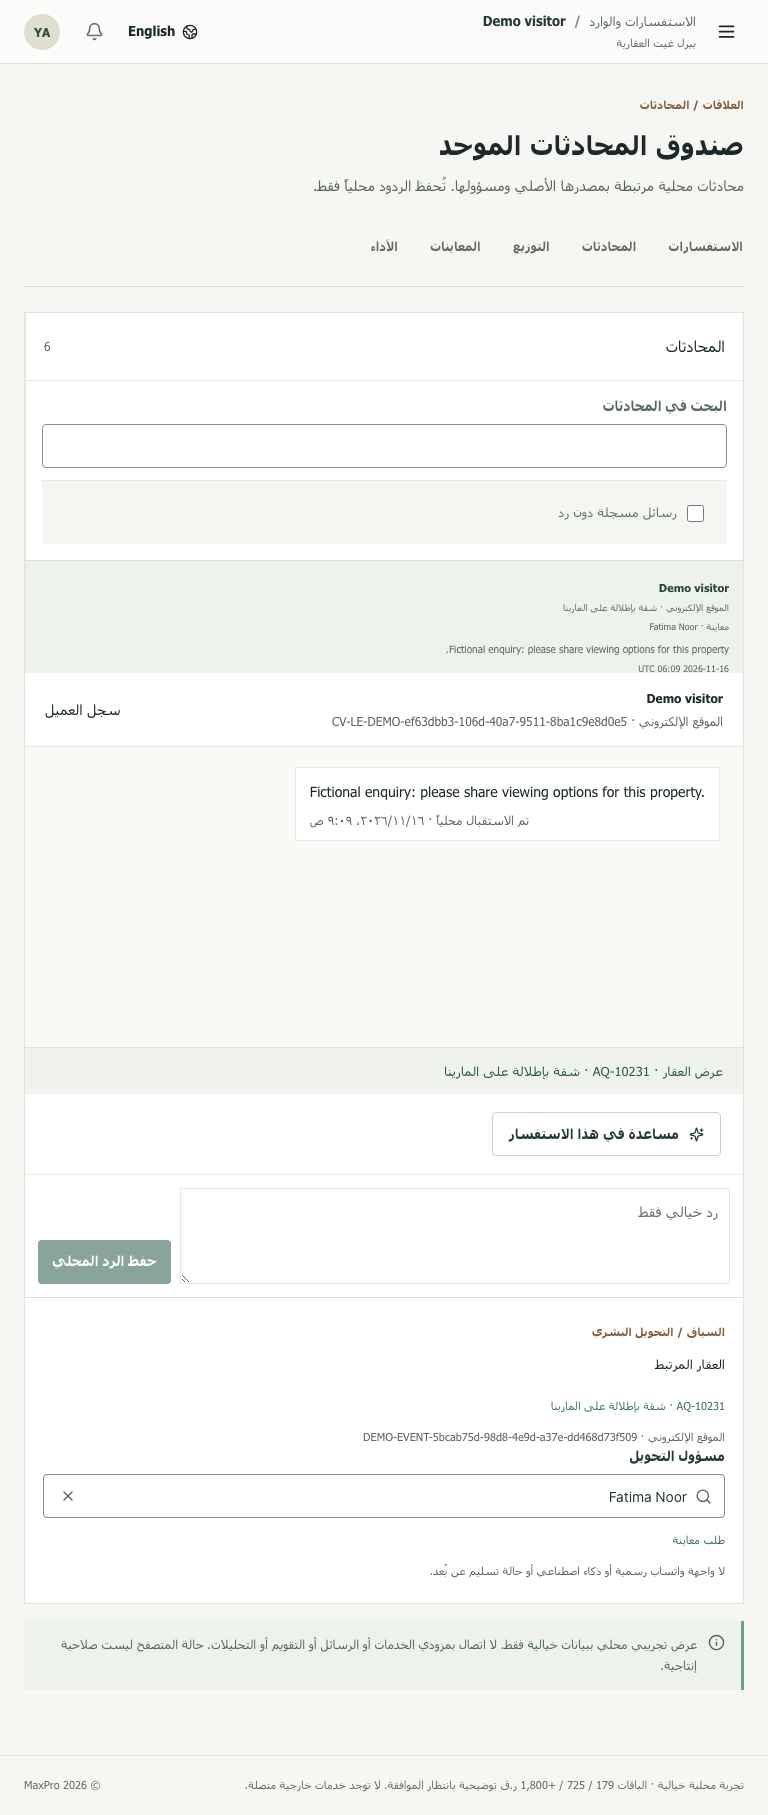 الاستفسارات والوارد / Demo visitor
بيرل غيت العقارية
English
YA
العلاقات / المحادثات
صندوق المحادثات الموحد
محادثات محلية مرتبطة بمصدرها الأصلي ومسؤولها. تُحفظ الردود محلياً فقط.
الاستفسارات المحادثات التوزيع المعاينات الأداء
المحادثات 6
البحث في المحادثات
رسائل مسجلة دون رد
Demo visitor
الموقع الإلكتروني · شقة بإطلالة على المارينا
معاينة · Fatima Noor
Fictional enquiry: please share viewing options for this property.
2026-11-16 06:09 UTC
Demo visitor
الموقع الإلكتروني · CV-LE-DEMO-ef63dbb3-106d-40a7-9511-8ba1c9e8d0e5
سجل العميل
Fictional enquiry: please share viewing options for this property.
تم الاستقبال محلياً · ٢٠٢٦/١١/١٦، ٩:٠٩ ص
عرض العقار · AQ-10231 · شقة بإطلالة على المارينا
مساعدة في هذا الاستفسار
رد خيالي فقط
حفظ الرد المحلي
السياق / التحويل البشري
العقار المرتبط
AQ-10231 · شقة بإطلالة على المارينا
الموقع الإلكتروني · DEMO-EVENT-5bcab75d-98d8-4e9d-a37e-dd468d73f509
مسؤول التحويل
Fatima Noor
طلب معاينة
لا واجهة واتساب رسمية أو ذكاء اصطناعي أو حالة تسليم عن بُعد.
عرض تجريبي محلي ببيانات خيالية فقط. لا اتصال بمزودي الخدمات أو الرسائل أو التقويم أو التحليلات. حالة المتصفح ليست صلاحية
إنتاجية.
تجربة محلية خيالية · الباقات 179 / 725 / +1,800 ر.ق توضيحية بانتظار الموافقة. لا توجد خدمات خارجية متصلة.
© 2026 MaxPro